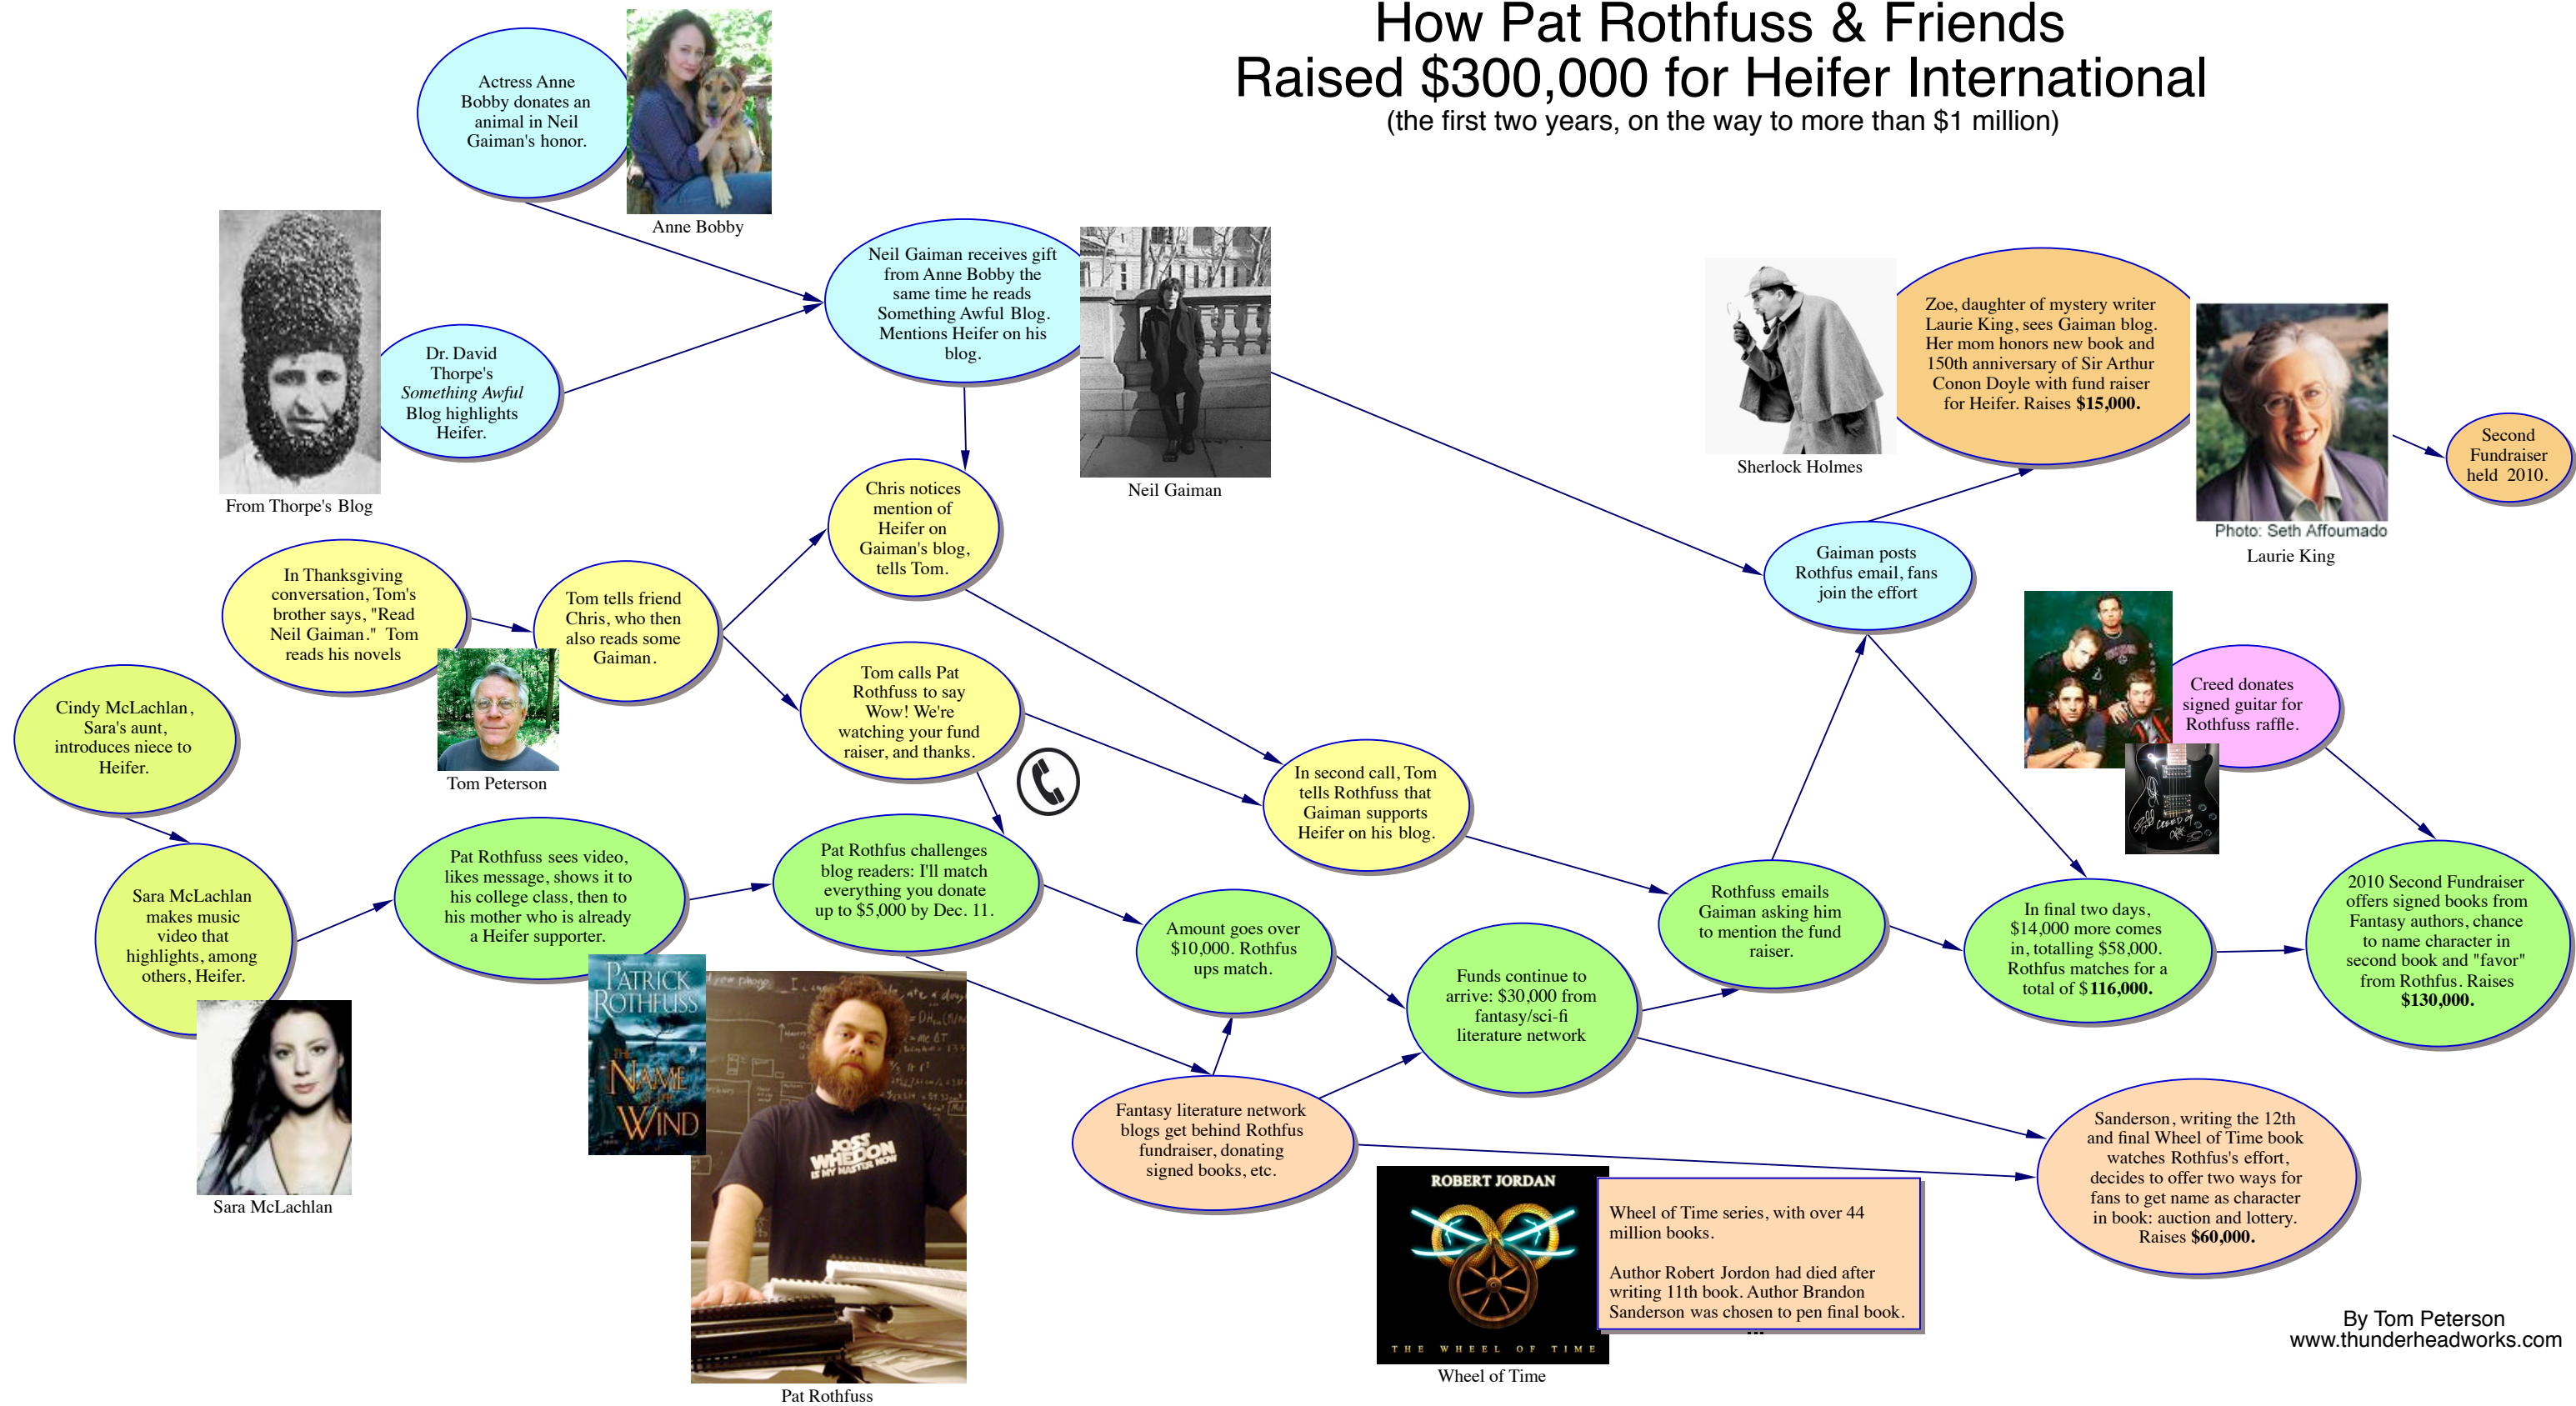 How Pat Rothfuss & Friends
Raised $300,000 for Heifer International
(the first two years, on the way to more than $1 million)
Actress Anne
Bobby donates an
animal in Neil
Gaiman's honor.
Anne Bobby
From Thorpe's Blog
Dr. David
Thorpe's
Something Awful
Blog highlights
Heifer.
Neil Gaiman receives gift
from Anne Bobby the
same time he reads
Something Awful Blog.
Mentions Heifer on his
blog.
Neil Gaiman
Sherlock Holmes
Zoe, daughter of mystery writer
Laurie King, sees Gaiman blog.
Her mom honors new book and
150th anniversary of Sir Arthur
Conon Doyle with fund raiser
for Heifer. Raises $15,000.
Photo: Seth Affoumado
Laurie King
Second
Fundraiser
held 2010.
Chris notices
mention of
Heifer on
Gaiman's blog,
tells Tom.
In Thanksgiving
conversation, Tom's
brother says, "Read
Neil Gaiman." Tom
reads his novels
Tom Peterson
Tom tells friend
Chris, who then
also reads some
Gaiman.
Tom calls Pat
Rothfuss to say
Wow! We're
watching your fund
raiser, and thanks.
Gaiman posts
Rothfus email, fans
join the effort
Creed donates
signed guitar for
Rothfuss raffle.
Cindy McLachlan,
Sara's aunt,
introduces niece to
Heifer.
Sara McLachlan
makes music
video that
highlights, among
others, Heifer.
Sara McLachlan
Pat Rothfuss sees video,
likes message, shows it to
his college class, then to
his mother who is already
a Heifer supporter.
PATRICK
ROTHFUSS
THE
NAME
OF THE
WIND
JOSS
WHEDON
IS MY MASTER NOW
Pat Rothfuss
Pat Rothfus challenges
blog readers: I'll match
everything you donate
up to $5,000 by Dec. 11.
In second call, Tom
tells Rothfuss that
Gaiman supports
Heifer on his blog.
Amount goes over
$10,000. Rothfus
ups match.
Funds continue to
arrive: $30,000 from
fantasy/sci-fi
literature network
Rothfuss emails
Gaiman asking him
to mention the fund
raiser.
In final two days,
$14,000 more comes
in, totalling $58,000.
Rothfus matches for a
total of $116,000.
2010 Second Fundraiser
offers signed books from
Fantasy authors, chance
to name character in
second book and "favor"
from Rothfus. Raises
$130,000.
Fantasy literature network
blogs get behind Rothfus
fundraiser, donating
signed books, etc.
ROBERT JORDAN
THE WHEEL OF TIME
Wheel of Time
Wheel of Time series, with over 44
million books.
Author Robert Jordon had died after
writing 11th book. Author Brandon
Sanderson was chosen to pen final book.
...
Sanderson, writing the 12th
and final Wheel of Time book
watches Rothfus's effort,
decides to offer two ways for
fans to get name as character
in book: auction and lottery.
Raises $60,000.
By Tom Peterson
www.thunderheadworks.com